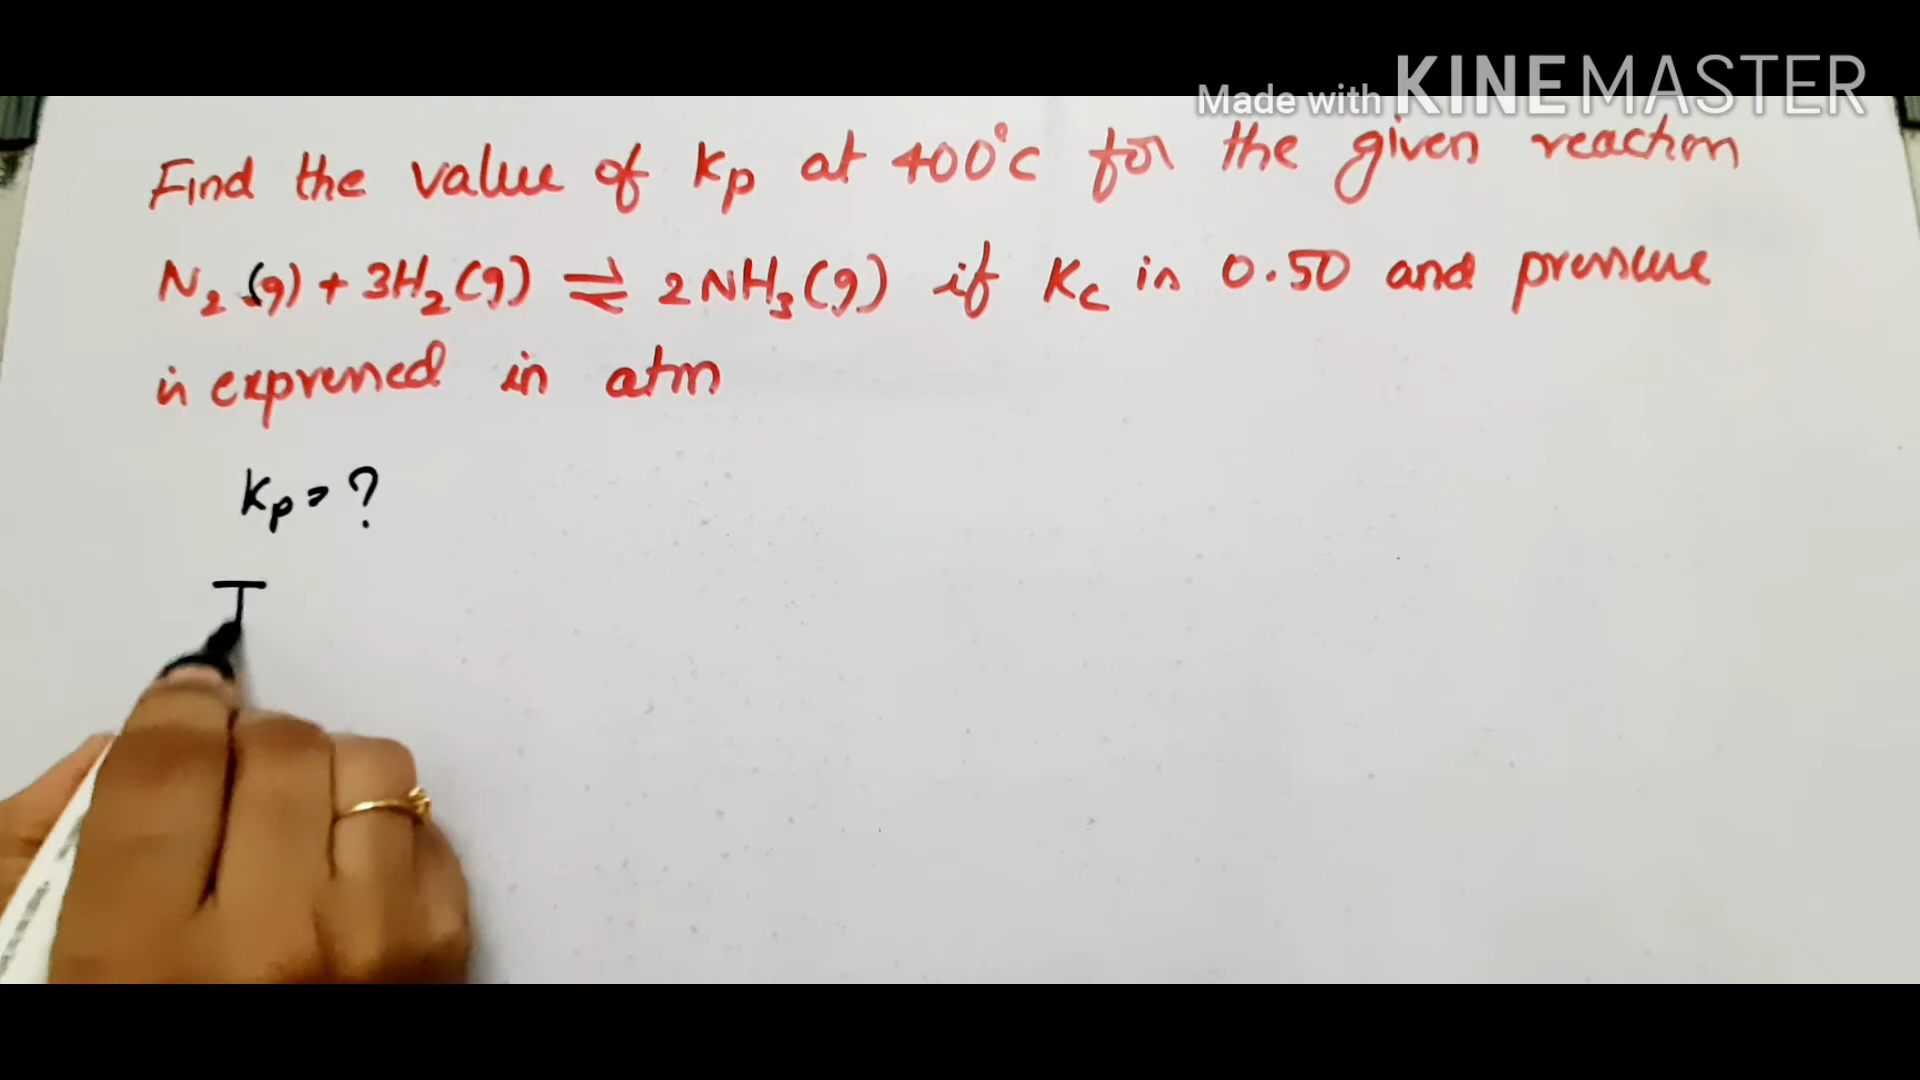 Made with KINEMASTER
Find the value of Kp at 400°C for the given reaction
N₂(g) + 3H₂(g) ⇌ 2NH₃(g) if Kc is 0.50 and pressure
is expressed in atm
Kp = ?
T